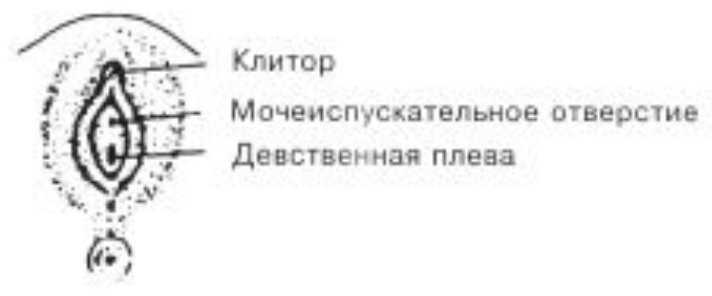 Клитор
Мочеиспускательное отверстие
Девственная плева